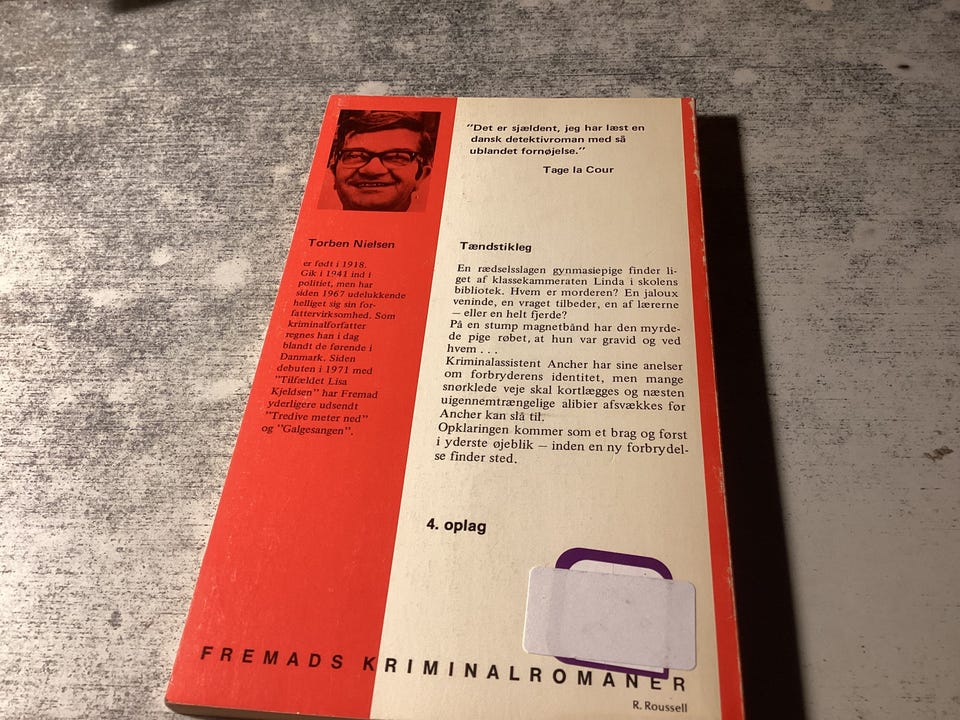 Torben Nielsen
er født i 1918.
Gik i 1941 ind i
politiet, men har
siden 1967 udelukkende
helliget sig sin for-
fattervirksomhed. Som
kriminalforfatter
regnes han i dag
blandt de førende i
Danmark. Siden
debuten i 1971 med
"Tilfældet Lisa
Kjeldsen" har Fremad
yderligere udsendt
"Tredive meter ned"
og "Galgesangen".
"Det er sjældent, jeg har læst en
dansk detektivroman med så
ublandet fornøjelse."
Tage la Cour
Tændstikleg
En rædselsslagen gynmasiepige finder li-
get af klassekammeraten Linda i skolens
bibliotek. Hvem er morderen? En jaloux
veninde, en vraget tilbeder, en af lærerne
– eller en helt fjerde?
På en stump magnetbånd har den myrde-
de pige røbet, at hun var gravid og ved
hvem . . .
Kriminalassistent Ancher har sine anelser
om forbryderens identitet, men mange
snørklede veje skal kortlægges og næsten
uigennemtrængelige alibier afsvækkes før
Ancher kan slå til.
Opklaringen kommer som et brag og først
i yderste øjeblik – inden en ny forbrydel-
se finder sted.
4. oplag
FREMADS KRIMINALROMANER
R. Roussell